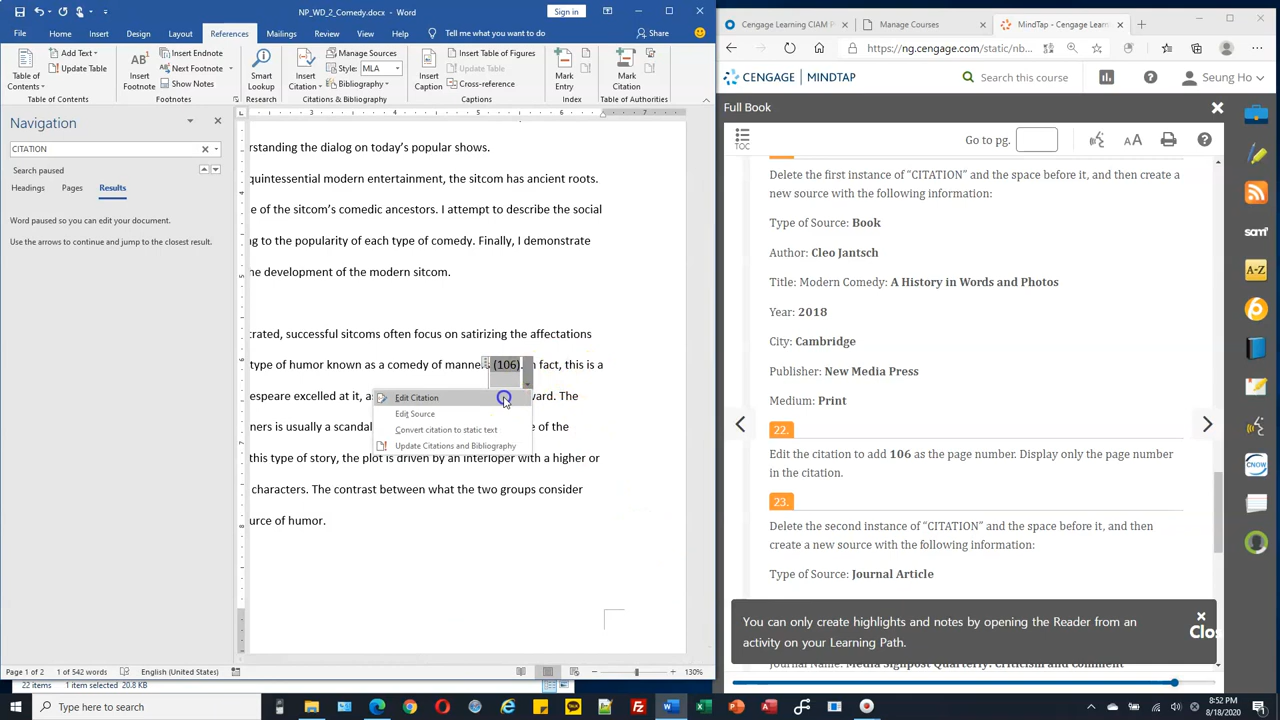 NP_WD_2_Comedy.docx - Word
Sign in
File
Home
Insert
Design
Layout
References
Mailings
Review
View
Help
Tell me what you want to do
Share
Table of
Contents
Add Text
Update Table
Table of Contents
AB
Insert
Footnote
Insert Endnote
Next Footnote
Show Notes
Footnotes
Smart
Lookup
Research
Insert
Citation
Manage Sources
Style: MLA
Bibliography
Citations & Bibliography
Insert
Caption
Insert Table of Figures
Update Table
Cross-reference
Captions
Mark
Entry
Index
Mark
Citation
Table of Authorities
Navigation
CITATION
Search paused
Headings
Pages
Results
Word paused so you can edit your document.
Use the arrows to continue and jump to the closest result.
3
4
5
6
7
rstanding the dialog on today's popular shows.
quintessential modern entertainment, the sitcom has ancient roots.
e of the sitcom's comedic ancestors. I attempt to describe the social
ng to the popularity of each type of comedy. Finally, I demonstrate
he development of the modern sitcom.
trated, successful sitcoms often focus on satirizing the affectations
type of humor known as a comedy of manne
(106).
n fact, this is a
espeare excelled at it, a
ward. The
ners is usually a scandal
e of the
this type of story, the plot is driven by an interloper with a higher or
characters. The contrast between what the two groups consider
urce of humor.
Edit Citation
Edit Source
Convert citation to static text
Update Citations and Bibliography
Page 1 of 2
1 of 542 words
English (United States)
130%
22 items
1 item selected 20.8 KB
Cengage Learning CIAM P
Manage Courses
MindTap - Cengage Learn
https://ng.cengage.com/static/nb...
CENGAGE | MINDTAP
Search this course
Seung Ho
Full Book
TOC
Go to pg.
AA
Delete the first instance of "CITATION" and the space before it, and then create a
new source with the following information:
Type of Source: Book
Author: Cleo Jantsch
Title: Modern Comedy: A History in Words and Photos
Year: 2018
City: Cambridge
Publisher: New Media Press
Medium: Print
22.
Edit the citation to add 106 as the page number. Display only the page number
in the citation.
23.
Delete the second instance of "CITATION" and the space before it, and then
create a new source with the following information:
Type of Source: Journal Article
You can only create highlights and notes by opening the Reader from an
activity on your Learning Path.
Clos
Journal Name: Media Signpost Quarterly: Criticism and Comment
sam
A-Z
CNOW
Type here to search
8:52 PM
8/18/2020